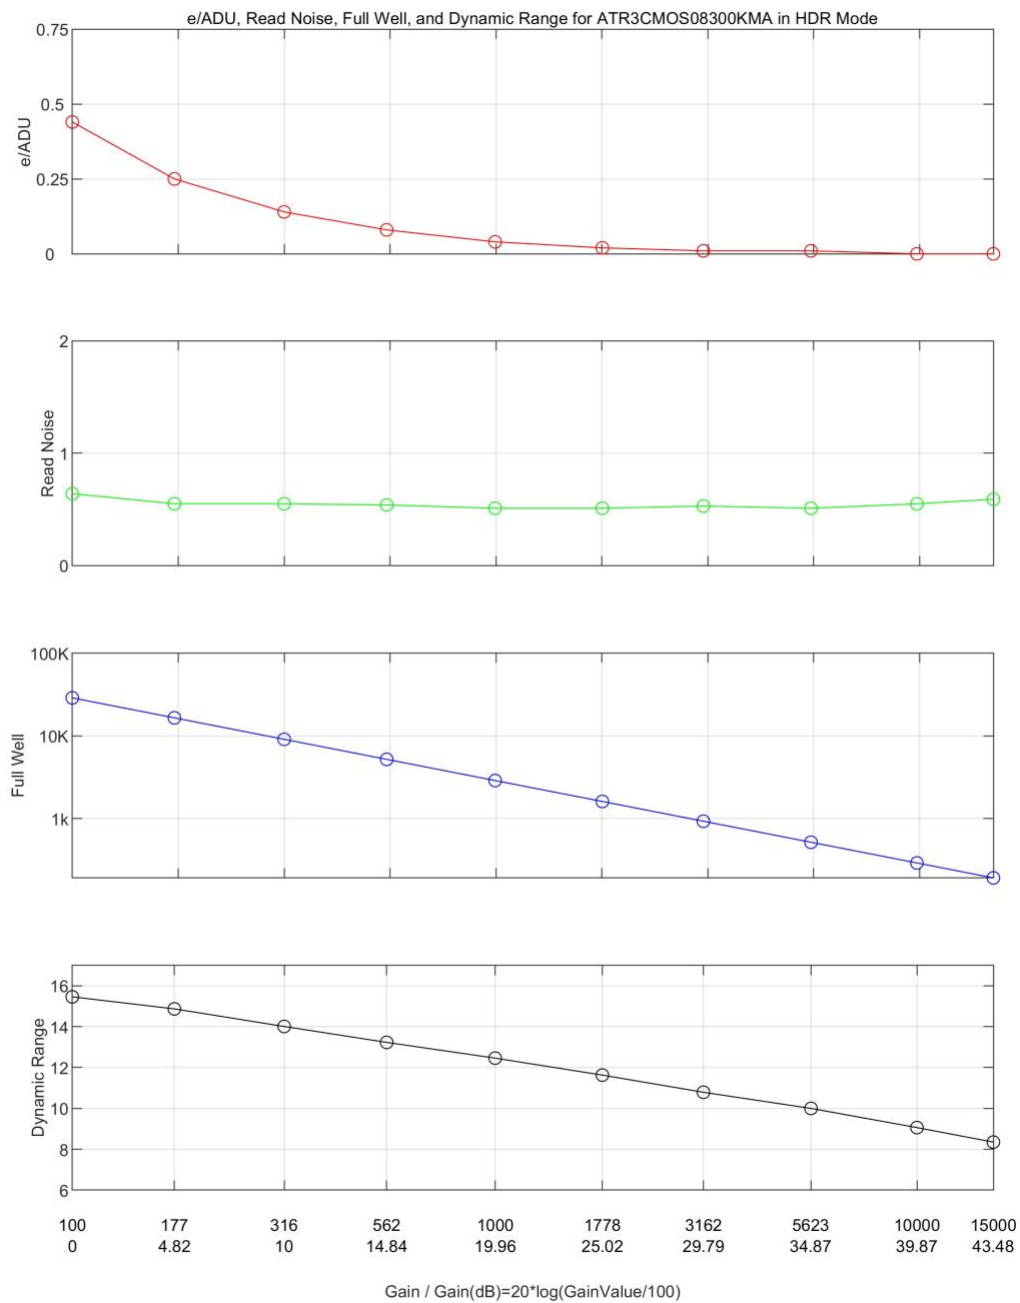 e/ADU, Read Noise, Full Well, and Dynamic Range for ATR3CMOS08300KMA in HDR Mode
0.75
0.5
0.25
0
e/ADU
2
1
0
Read Noise
100K
10K
1k
Full Well
16
14
12
10
8
6
Dynamic Range
100 177 316 562 1000 1778 3162 5623 10000 15000
0 4.82 10 14.84 19.96 25.02 29.79 34.87 39.87 43.48
Gain / Gain(dB)=20*log(GainValue/100)